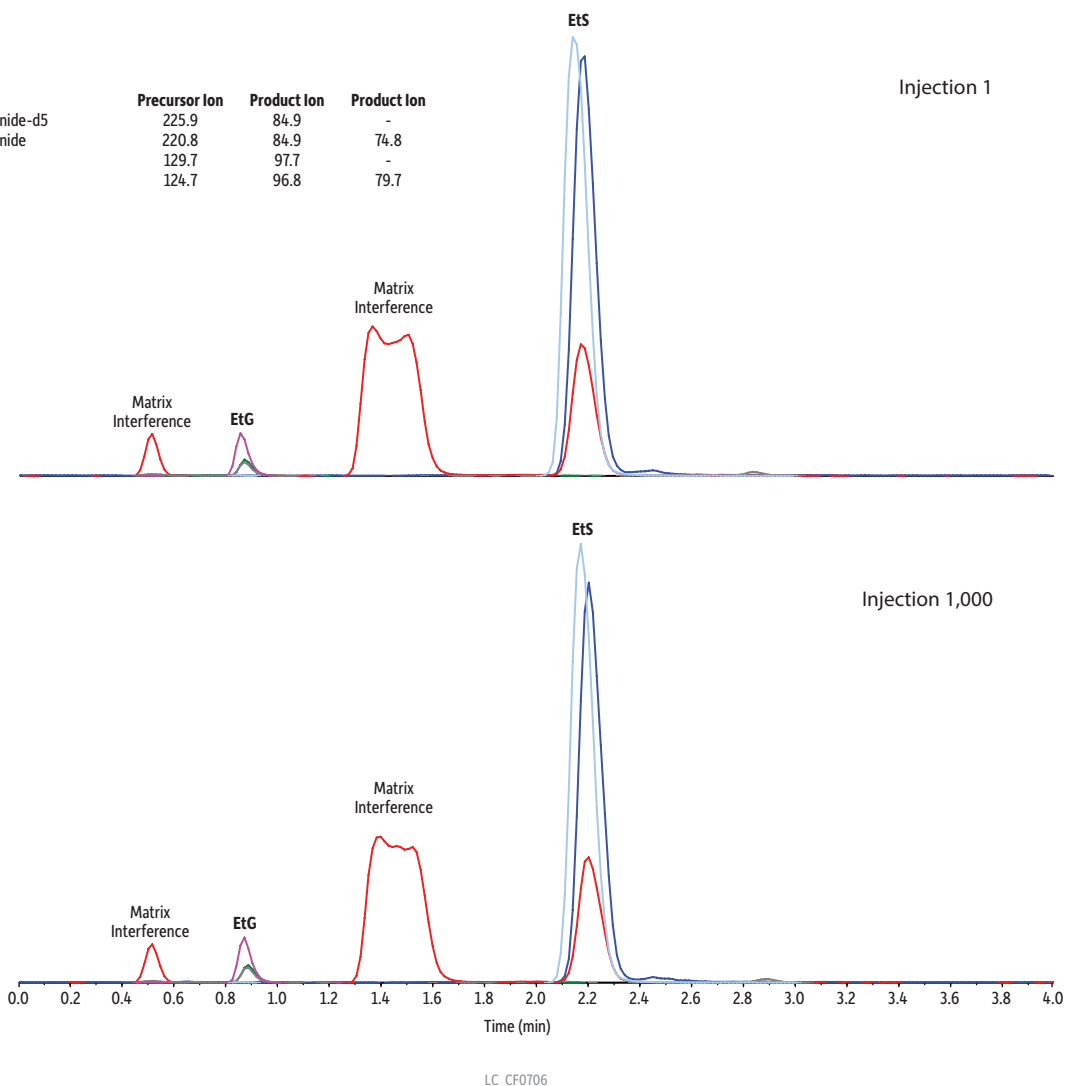 EtS
Injection 1
Precursor Ion Product Ion Product Ion
nide-d5 225.9 84.9 -
nide 220.8 84.9 74.8
129.7 97.7 -
124.7 96.8 79.7
Matrix
Interference
Matrix
Interference
EtG
EtS
Injection 1,000
Matrix
Interference
Matrix
Interference
EtG
0.0 0.2 0.4 0.6 0.8 1.0 1.2 1.4 1.6 1.8 2.0 2.2 2.4 2.6 2.8 3.0 3.2 3.4 3.6 3.8 4.0
Time (min)
LC_CF0706